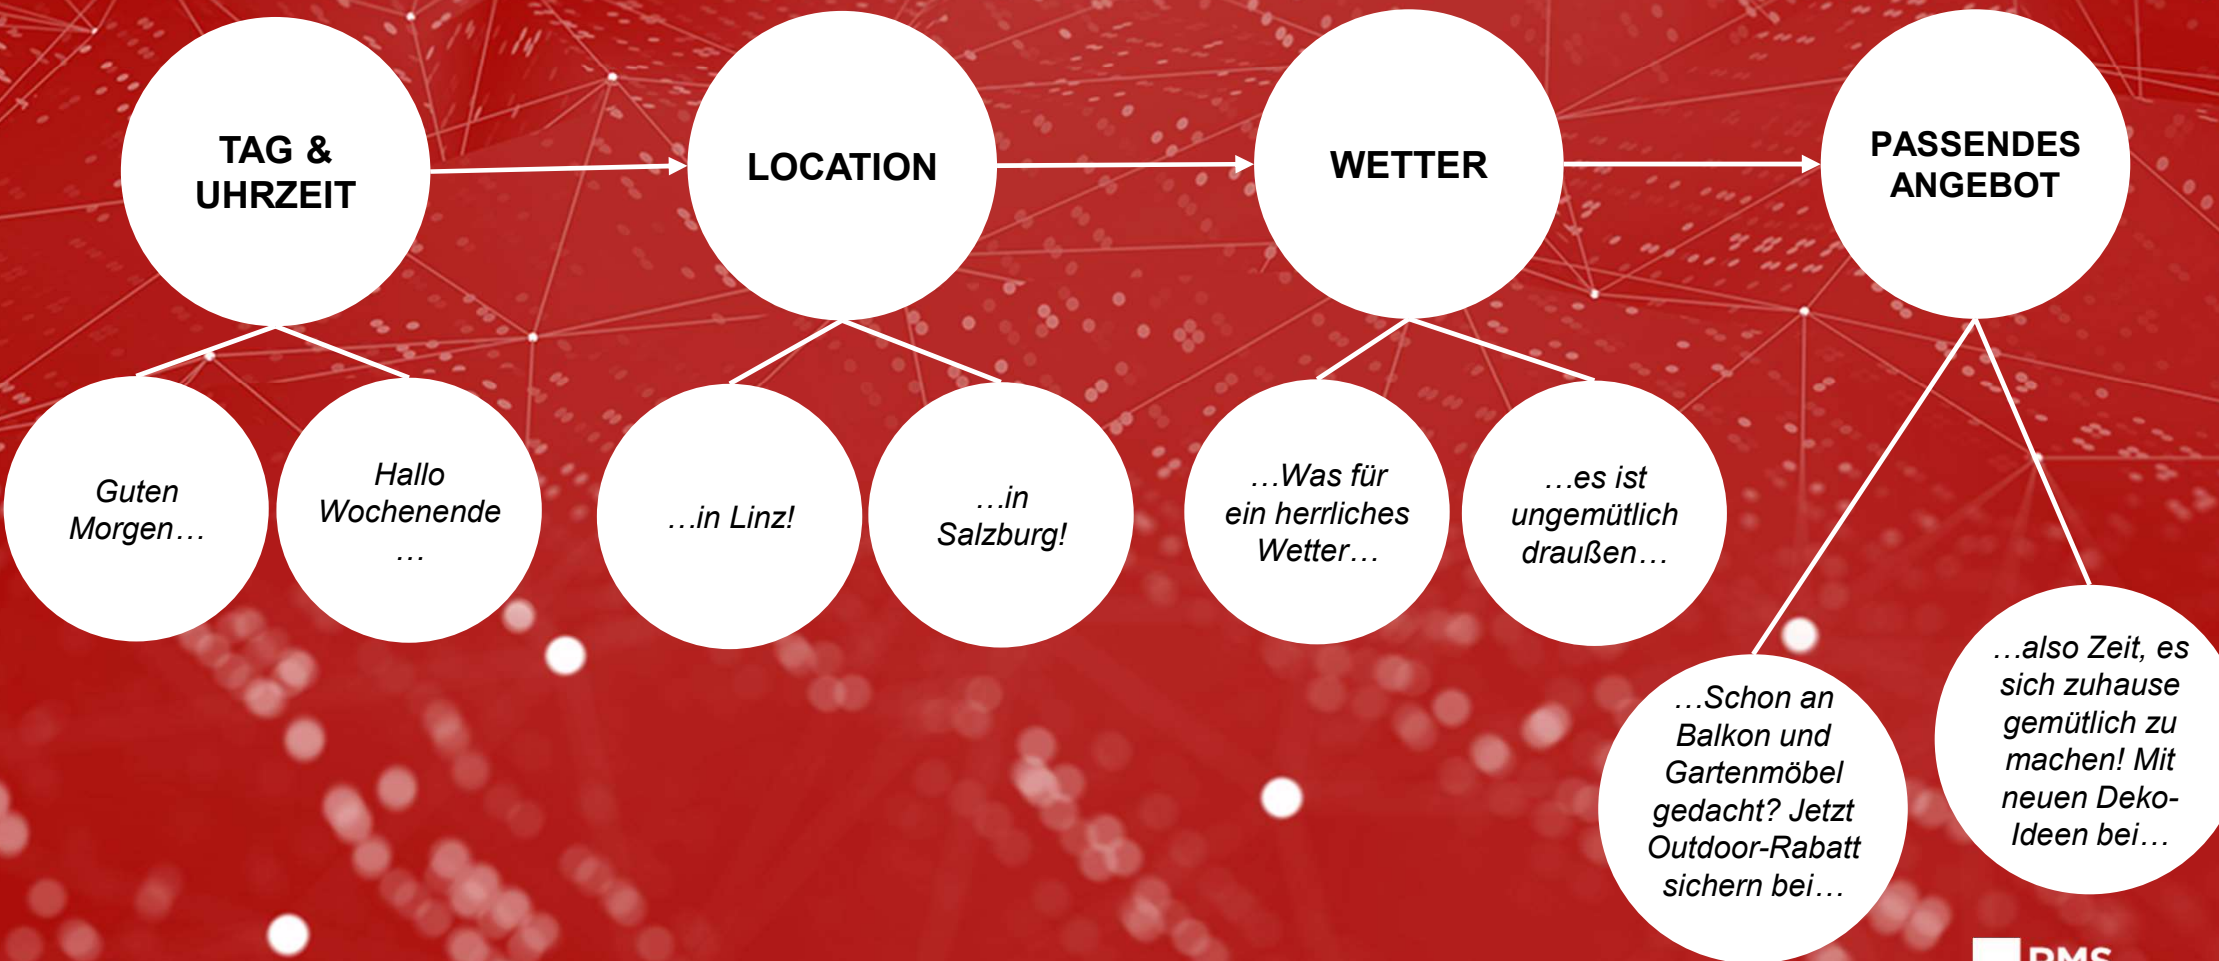 TAG &
UHRZEIT
LOCATION
WETTER
PASSENDES
ANGEBOT
Guten
Morgen…
Hallo
Wochenende
…
…in Linz!
…in
Salzburg!
…Was für
ein herrliches
Wetter…
…es ist
ungemütlich
draußen…
…Schon an
Balkon und
Gartenmöbel
gedacht? Jetzt
Outdoor-Rabatt
sichern bei…
…also Zeit, es
sich zuhause
gemütlich zu
machen! Mit
neuen Deko-
Ideen bei…
RMS